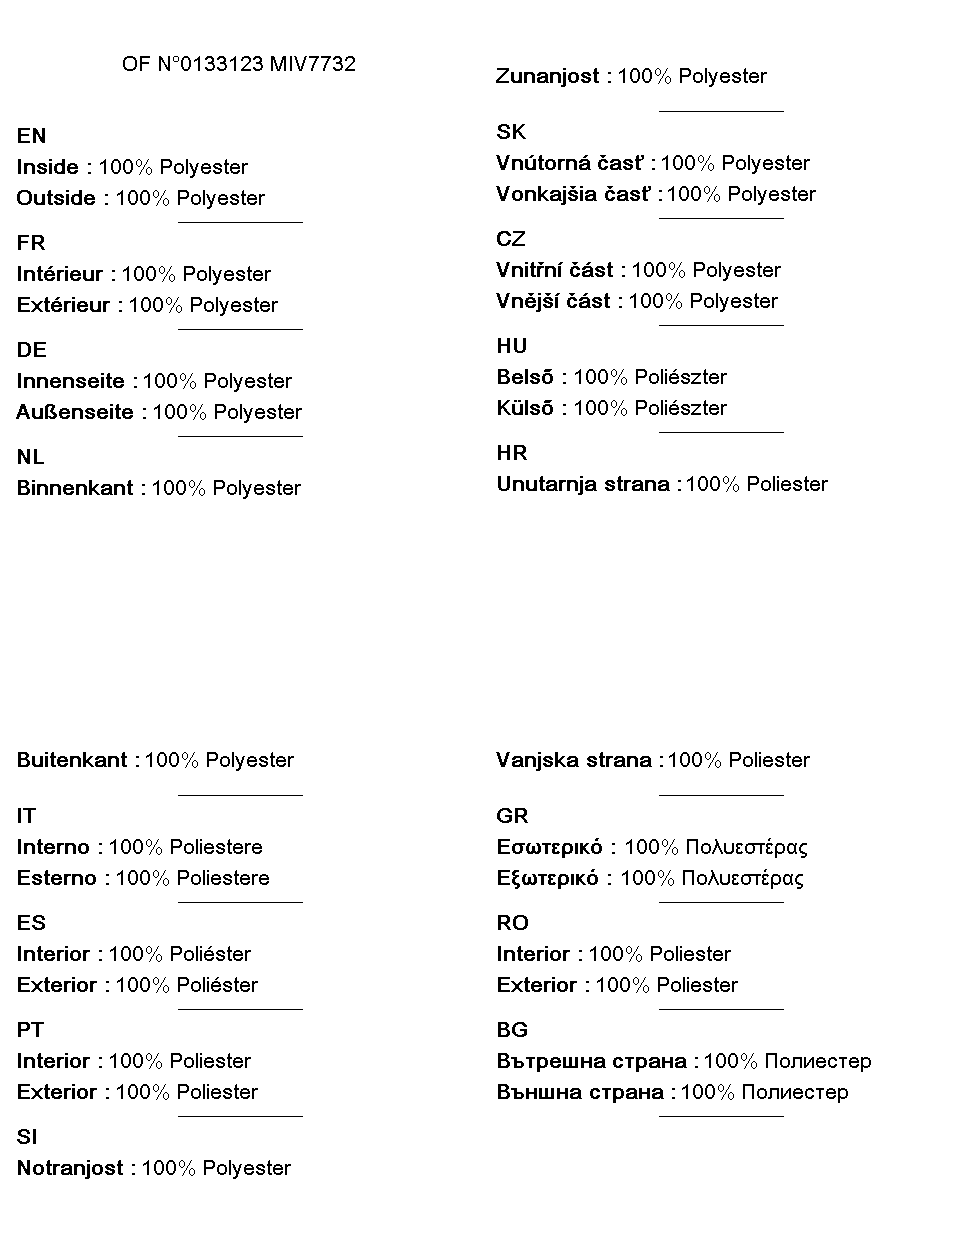 OF N°0133123 MIV7732
EN
Inside : 100% Polyester
Outside : 100% Polyester
FR
Intérieur : 100% Polyester
Extérieur : 100% Polyester
DE
Innenseite : 100% Polyester
Außenseite : 100% Polyester
NL
Binnenkant : 100% Polyester
Buitenkant : 100% Polyester
IT
Interno : 100% Poliestere
Esterno : 100% Poliestere
ES
Interior : 100% Poliéster
Exterior : 100% Poliéster
PT
Interior : 100% Poliester
Exterior : 100% Poliester
SI
Notranjost : 100% Polyester
Zunanjost : 100% Polyester
SK
Vnútorná časť : 100% Polyester
Vonkajšia časť : 100% Polyester
CZ
Vnitřní část : 100% Polyester
Vnější část : 100% Polyester
HU
Belső : 100% Poliészter
Külső : 100% Poliészter
HR
Unutarnja strana : 100% Poliester
Vanjska strana : 100% Poliester
GR
Εσωτερικό : 100% Πολυεστέρας
Εξωτερικό : 100% Πολυεστέρας
RO
Interior : 100% Poliester
Exterior : 100% Poliester
BG
Вътрешна страна : 100% Полиестер
Външна страна : 100% Полиестер